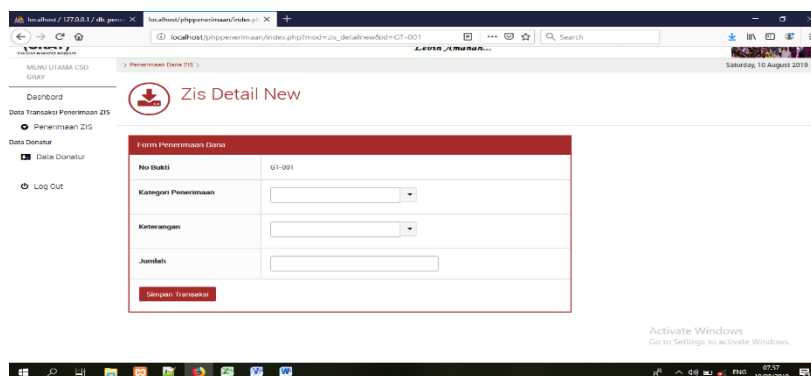 localhost / 127.0.0.1 / db_pene
localhost/phppenerimaan/index.ph
localhost/phppenerimaan/index.php?mod=zis_detailnew&id=GT-001
Search
Lebih Amanah...
MENU UTAMA CSO
GRAY
Penerimaan Dana ZIS
Saturday, 10 August 2019
Dashbord
Data Transaksi Penerimaan ZIS
Penerimaan ZIS
Data Donatur
Data Donatur
Log Out
Zis Detail New
Form Penerimaan Dana
No Bukti
GT-001
Kategori Penerimaan
Keterangan
Jumlah
Simpan Transaksi
Activate Windows
Go to Settings to activate Windows.
ENG
07.57